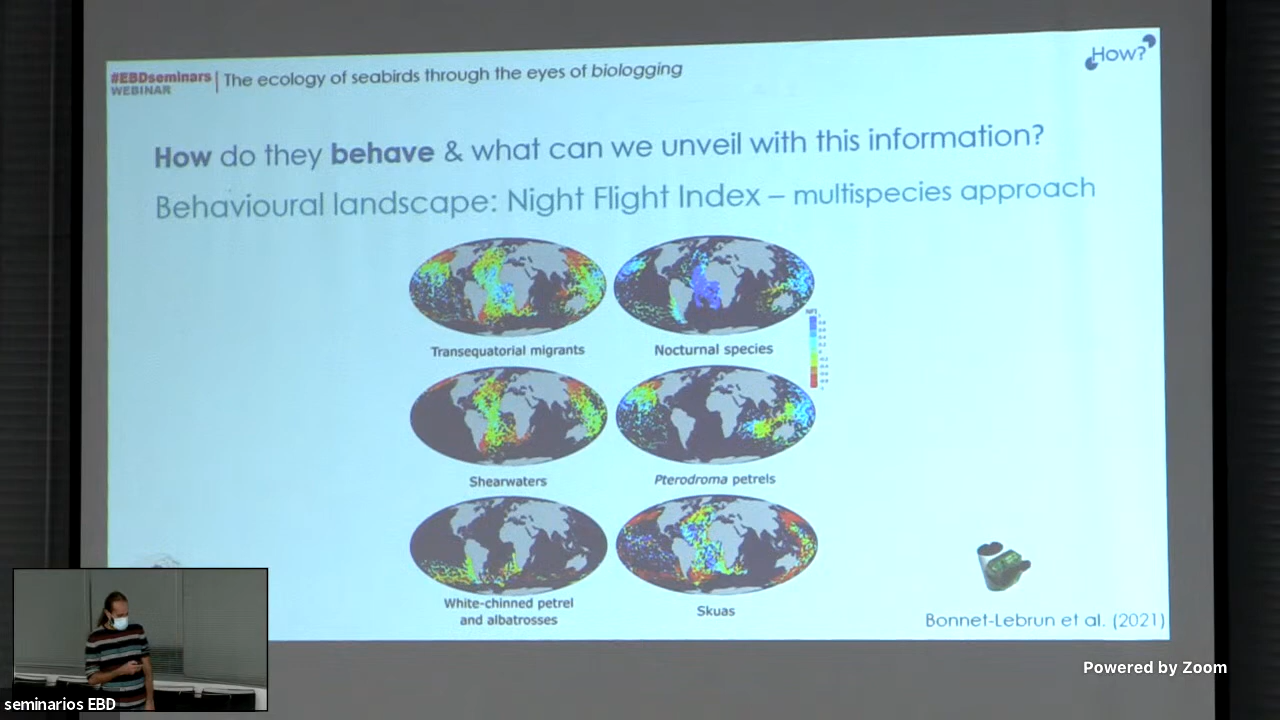 #EBDseminars
WEBINAR
The ecology of seabirds through the eyes of biologging
How?
How do they behave & what can we unveil with this information?
Behavioural landscape: Night Flight Index – multispecies approach
Transequatorial migrants
Nocturnal species
NFI
Shearwaters
Pterodroma petrels
White-chinned petrel
and albatrosses
Skuas
Bonnet-Lebrun et al. (2021)
Powered by Zoom
seminarios EBD